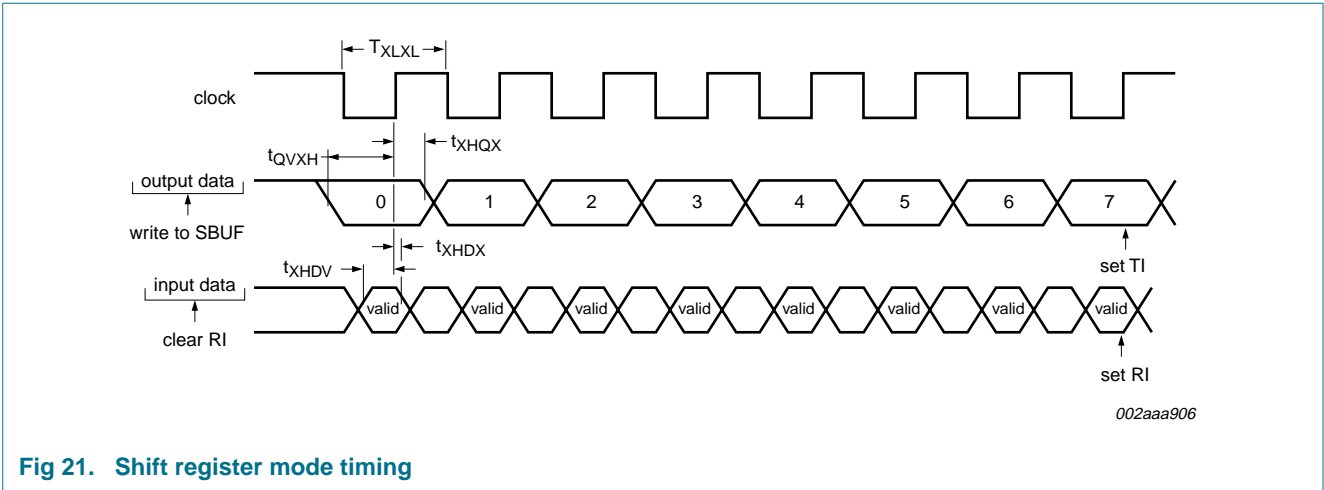 TXLXL
clock
tXHQX
tQVXH
output data
0 1 2 3 4 5 6 7
write to SBUF
tXHDX
set TI
tXHDV
input data
valid valid valid valid valid valid valid valid
clear RI
set RI
002aaa906
Fig 21. Shift register mode timing